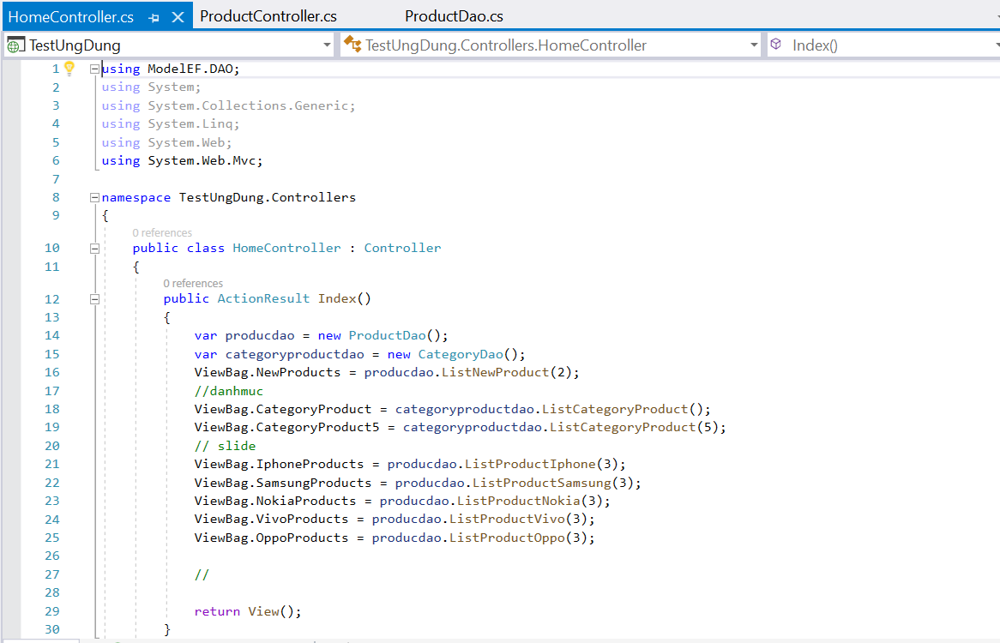 HomeController.cs ProductController.cs ProductDao.cs
TestUngDung TestUngDung.Controllers.HomeController Index()
1 using ModelEF.DAO;
2 using System;
3 using System.Collections.Generic;
4 using System.Linq;
5 using System.Web;
6 using System.Web.Mvc;
7
8 namespace TestUngDung.Controllers
9 {
0 references
10 public class HomeController : Controller
11 {
0 references
12 public ActionResult Index()
13 {
14 var producdao = new ProductDao();
15 var categoryproductdao = new CategoryDao();
16 ViewBag.NewProducts = producdao.ListNewProduct(2);
17 //danhmuc
18 ViewBag.CategoryProduct = categoryproductdao.ListCategoryProduct();
19 ViewBag.CategoryProduct5 = categoryproductdao.ListCategoryProduct(5);
20 // slide
21 ViewBag.IphoneProducts = producdao.ListProductIphone(3);
22 ViewBag.SamsungProducts = producdao.ListProductSamsung(3);
23 ViewBag.NokiaProducts = producdao.ListProductNokia(3);
24 ViewBag.VivoProducts = producdao.ListProductVivo(3);
25 ViewBag.OppoProducts = producdao.ListProductOppo(3);
26
27 //
28
29 return View();
30 }